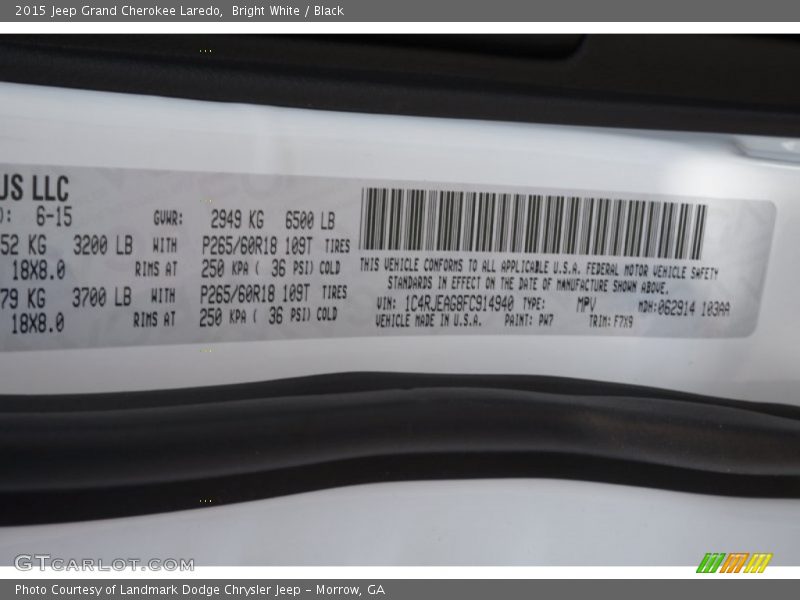 2015 Jeep Grand Cherokee Laredo, Bright White / Black
US LLC
): 6-15 GVWR: 2949 KG 6500 LB
52 KG 3200 LB WITH P265/60R18 109T TIRES
18X8.0 RIMS AT 250 KPA ( 36 PSI) COLD
79 KG 3700 LB WITH P265/60R18 109T TIRES
18X8.0 RIMS AT 250 KPA ( 36 PSI) COLD
THIS VEHICLE CONFORMS TO ALL APPLICABLE U.S.A. FEDERAL MOTOR VEHICLE SAFETY
STANDARDS IN EFFECT ON THE DATE OF MANUFACTURE SHOWN ABOVE.
VIN: 1C4RJEAG8FC914940 TYPE: MPV MDH:062914 103AA
VEHICLE MADE IN U.S.A. PAINT: PW7 TRIM: F7X9
GTCARLOT.COM
Photo Courtesy of Landmark Dodge Chrysler Jeep – Morrow, GA